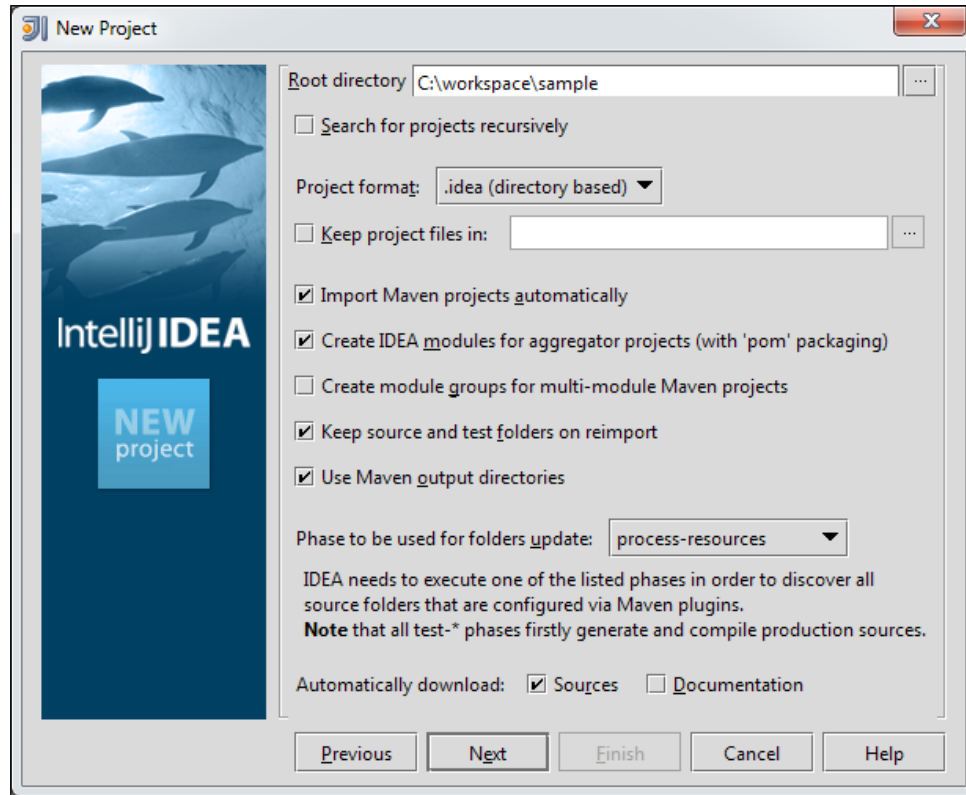 New Project
Root directory C:\workspace\sample ...
Search for projects recursively
Project format: .idea (directory based)
Keep project files in: ...
Import Maven projects automatically
IntelliJ IDEA
Create IDEA modules for aggregator projects (with 'pom' packaging)
Create module groups for multi-module Maven projects
NEW
project
Keep source and test folders on reimport
Use Maven output directories
Phase to be used for folders update: process-resources
IDEA needs to execute one of the listed phases in order to discover all
source folders that are configured via Maven plugins.
Note that all test-* phases firstly generate and compile production sources.
Automatically download: Sources Documentation
Previous Next Finish Cancel Help